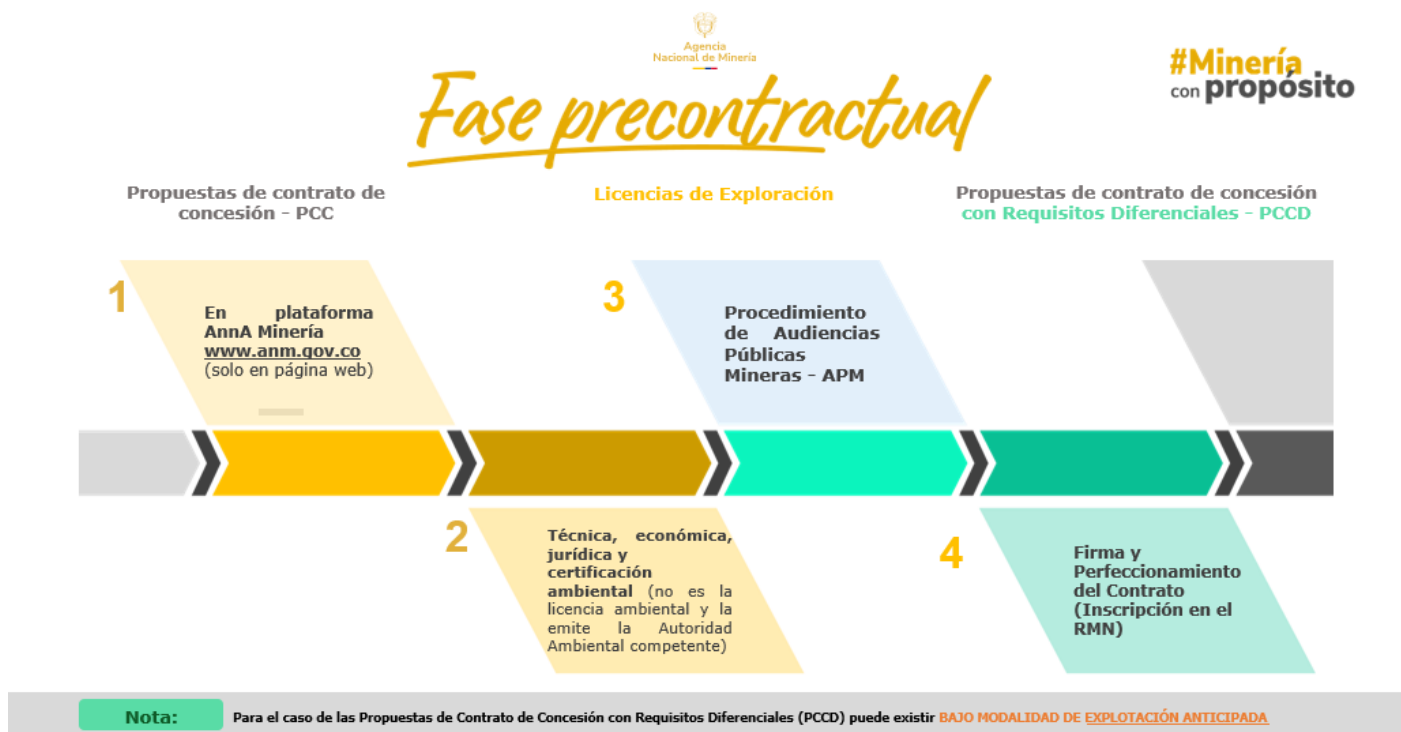 Agencia
Nacional de Minería
#Minería
con propósito
Fase precontractual
Propuestas de contrato de
concesión - PCC
Licencias de Exploración
Propuestas de contrato de concesión
con Requisitos Diferenciales - PCCD
1
En plataforma
AnnA Minería
www.anm.gov.co
(solo en página web)
2
Técnica, económica,
jurídica y
certificación
ambiental (no es la
licencia ambiental y la
emite la Autoridad
Ambiental competente)
3
Procedimiento
de Audiencias
Públicas
Mineras - APM
4
Firma y
Perfeccionamiento
del Contrato
(Inscripción en el
RMN)
Nota:
Para el caso de las Propuestas de Contrato de Concesión con Requisitos Diferenciales (PCCD) puede existir BAJO MODALIDAD DE EXPLOTACIÓN ANTICIPADA